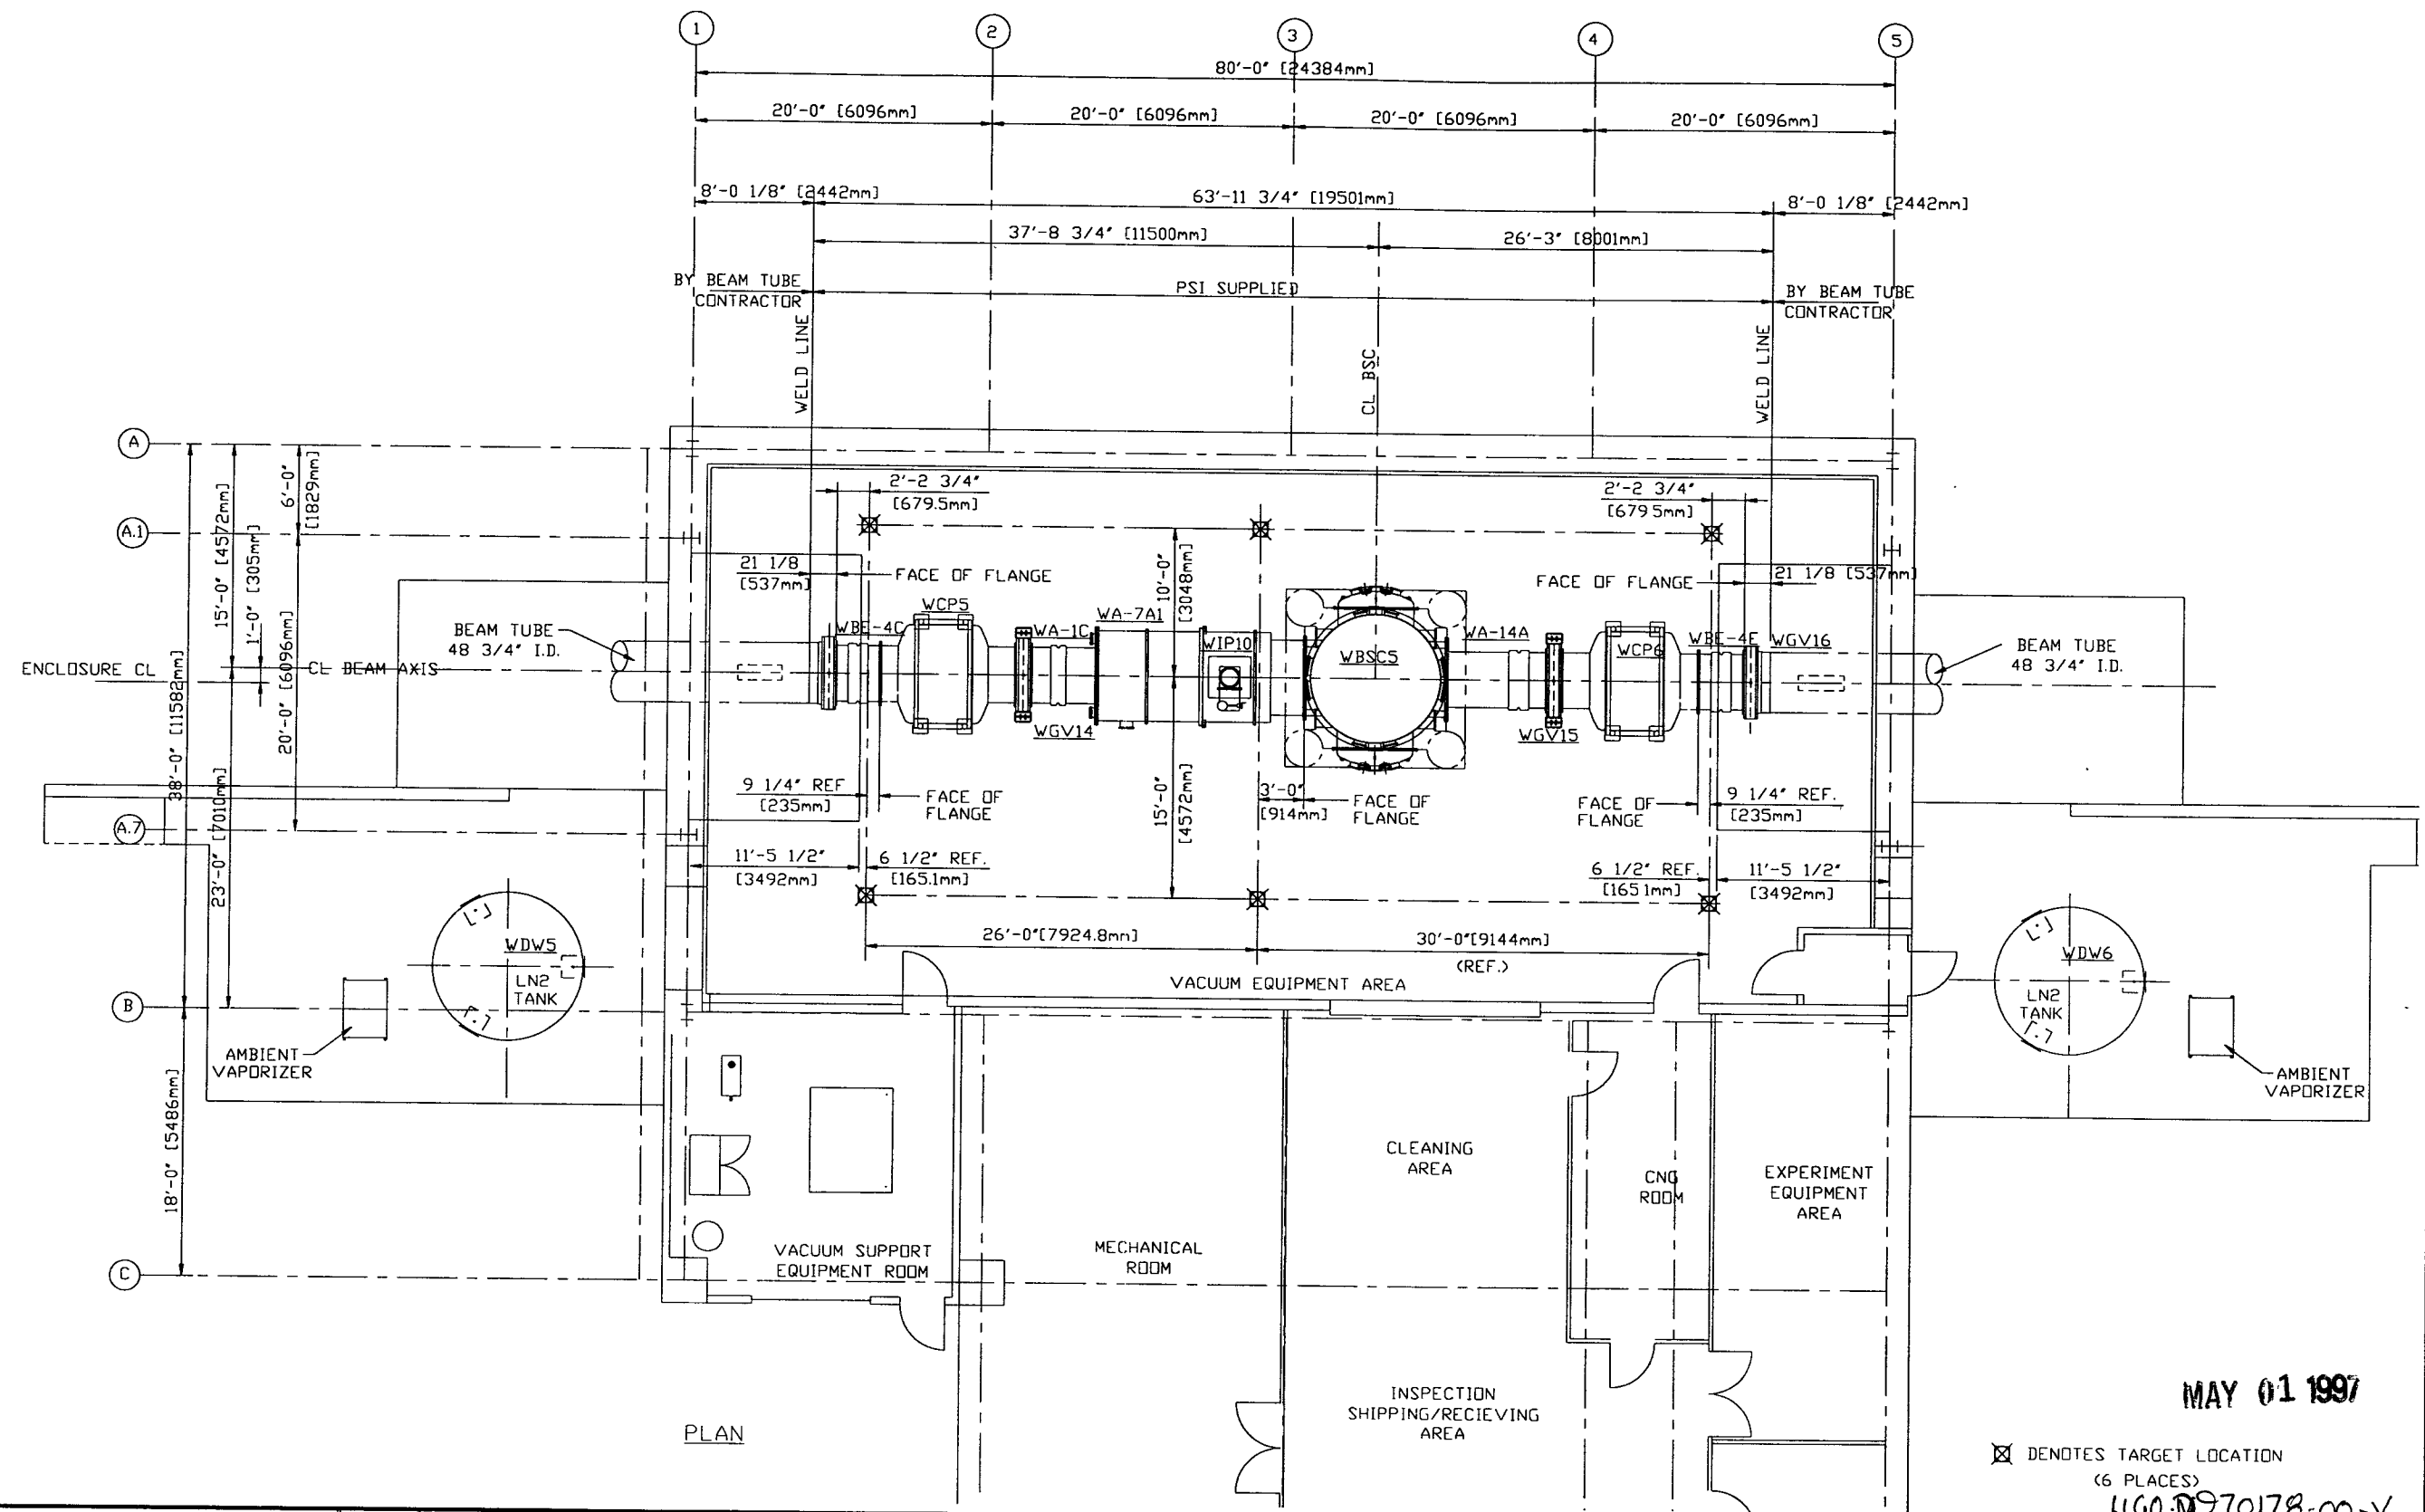 1
2
3
4
5
80'-0" [24384mm]
20'-0" [6096mm]
20'-0" [6096mm]
20'-0" [6096mm]
20'-0" [6096mm]
8'-0 1/8" [2442mm]
63'-11 3/4" [19501mm]
8'-0 1/8" [2442mm]
37'-8 3/4" [11500mm]
26'-3" [8001mm]
BY BEAM TUBE
CONTRACTOR
PSI SUPPLIED
BY BEAM TUBE
CONTRACTOR
WELD LINE
CL BSC
WELD LINE
A
A.1
A.7
B
C
6'-0"
[1829mm]
15'-0" [4572mm]
1'-0" [305mm]
20'-0" [6096mm]
38'-0" [11582mm]
23'-0" [7010mm]
18'-0" [5486mm]
ENCLOSURE CL
CL BEAM AXIS
BEAM TUBE
48 3/4" I.D.
2'-2 3/4"
[679.5mm]
2'-2 3/4"
[679.5mm]
21 1/8
[537mm]
FACE OF FLANGE
10'-0"
[3048mm]
FACE OF FLANGE
21 1/8 [537mm]
WCP5
WBE-4C
WA-1C
WA-7A1
WIP10
WBSC5
WA-14A
WCP6
WBE-4E
WGV16
WGV14
WGV15
BEAM TUBE
48 3/4" I.D.
9 1/4" REF
[235mm]
FACE OF
FLANGE
15'-0"
[4572mm]
3'-0"
[914mm]
FACE OF
FLANGE
FACE OF
FLANGE
9 1/4" REF.
[235mm]
11'-5 1/2"
[3492mm]
6 1/2" REF.
[165.1mm]
6 1/2" REF.
[165.1mm]
11'-5 1/2"
[3492mm]
26'-0"[7924.8mm]
30'-0"[9144mm]
(REF.)
VACUUM EQUIPMENT AREA
WDW5
LN2
TANK
AMBIENT
VAPORIZER
WDW6
LN2
TANK
AMBIENT
VAPORIZER
VACUUM SUPPORT
EQUIPMENT ROOM
MECHANICAL
ROOM
CLEANING
AREA
CNG
ROOM
EXPERIMENT
EQUIPMENT
AREA
INSPECTION
SHIPPING/RECIEVING
AREA
PLAN
MAY 01 1997
DENOTES TARGET LOCATION
(6 PLACES)
LIGO-D970178-00-V